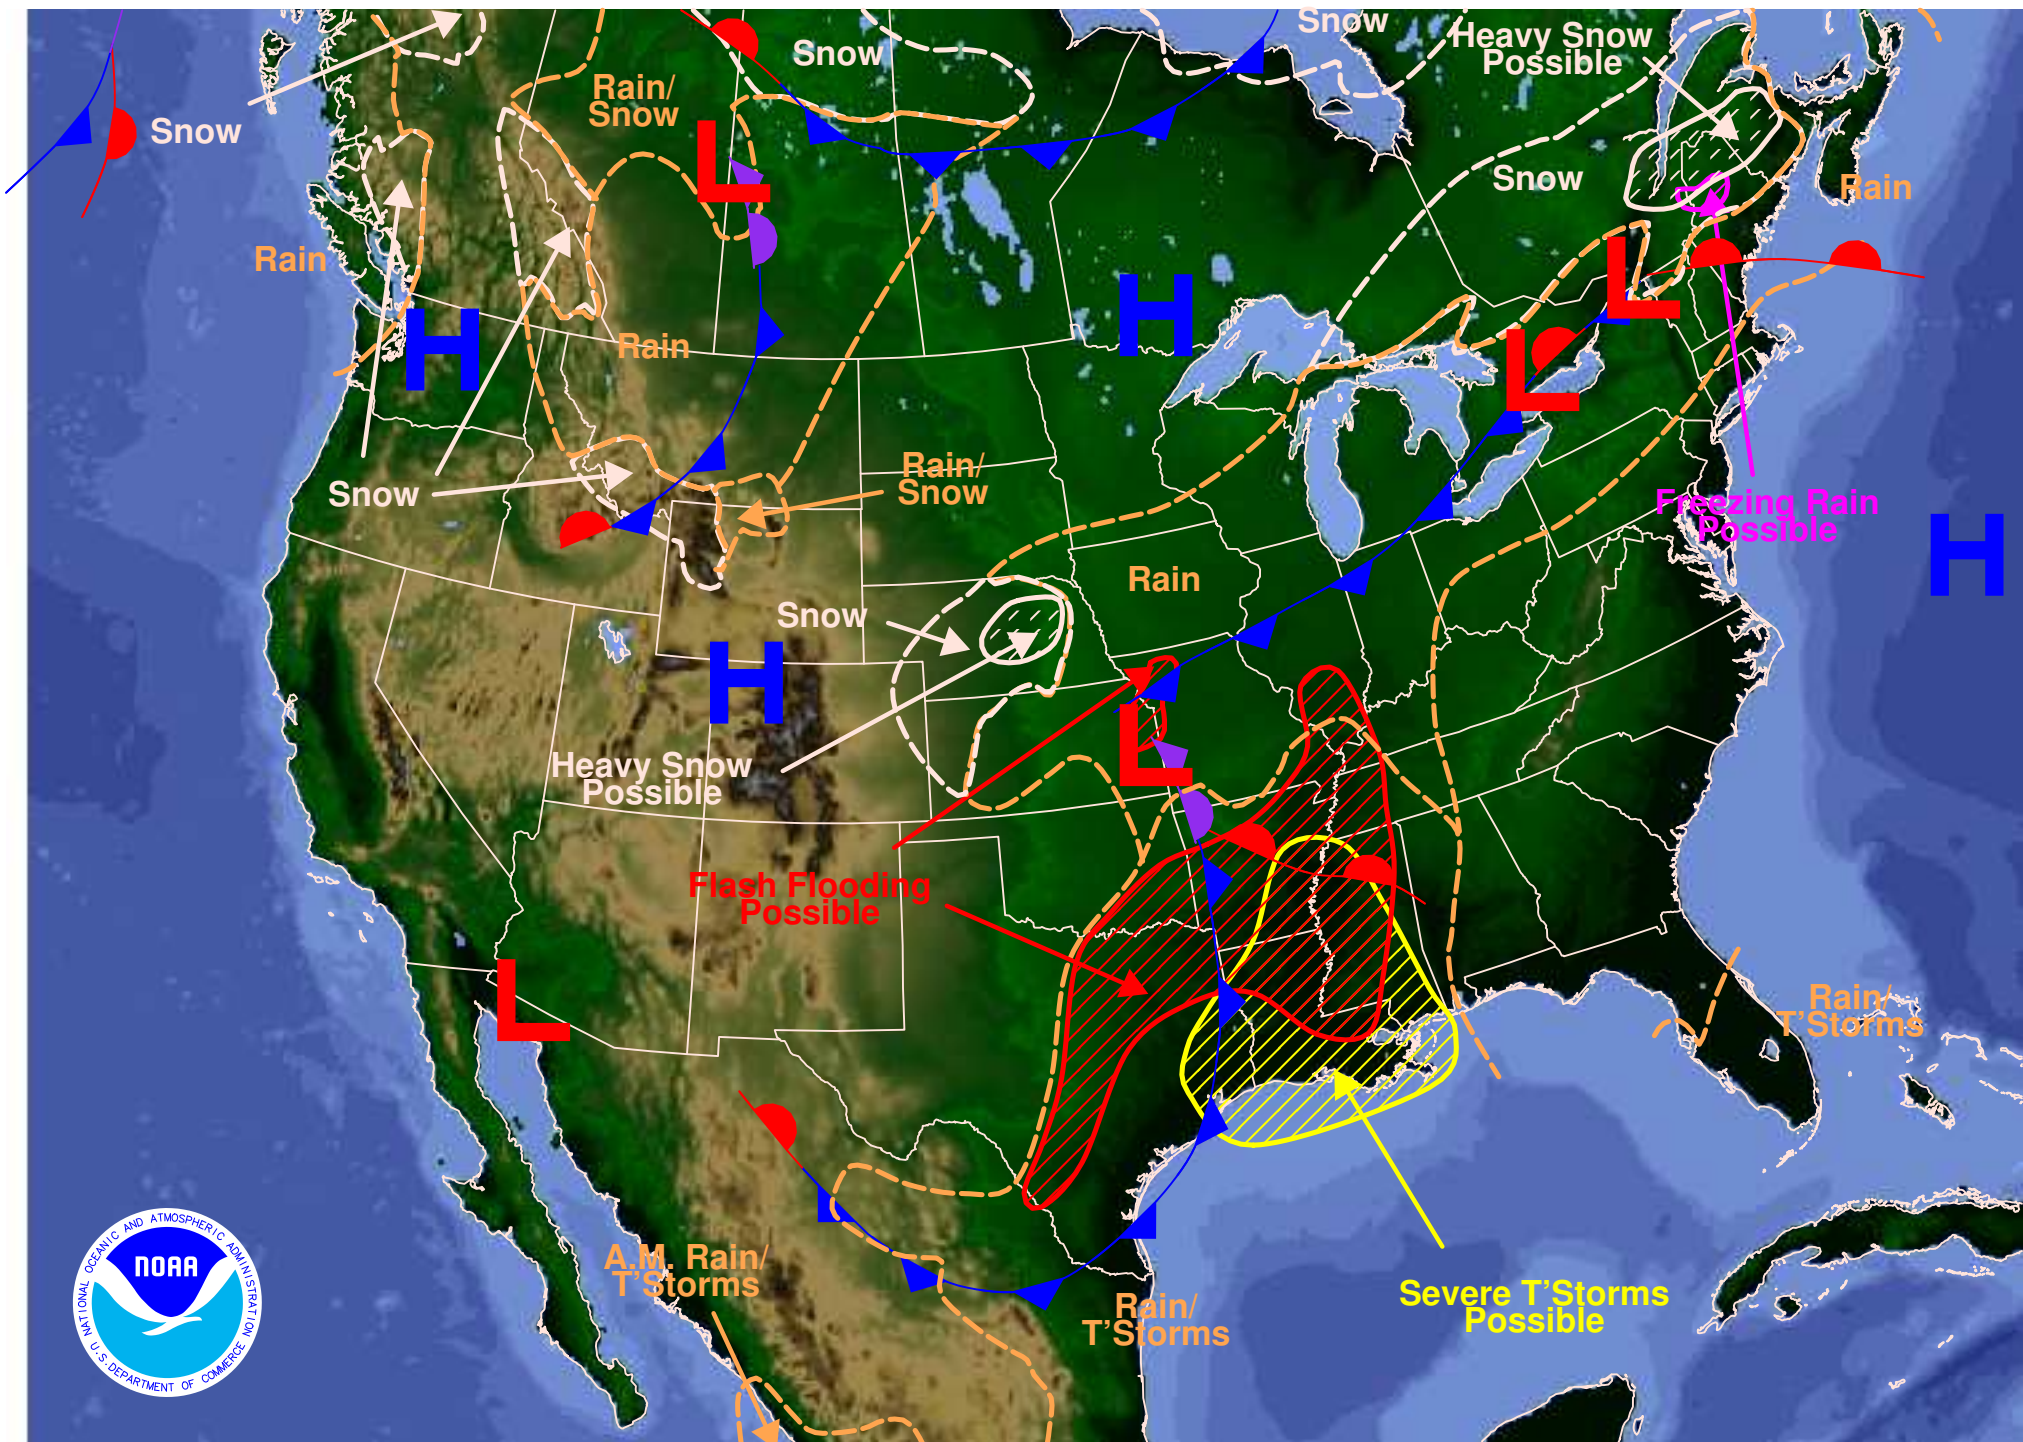 Snow
Heavy Snow
Possible
Snow
Rain/
Snow
Snow
Snow
Rain
Rain
Rain
Rain/
Snow
Snow
Freezing Rain
Possible
Rain
Snow
Heavy Snow
Possible
Flash Flooding
Possible
Rain/
T'Storms
A.M. Rain/
T'Storms
Rain/
T'Storms
Severe T'Storms
Possible
H
H
H
H
L
L
L
L
L
NOAA
NATIONAL OCEANIC AND ATMOSPHERIC ADMINISTRATION
U.S. DEPARTMENT OF COMMERCE